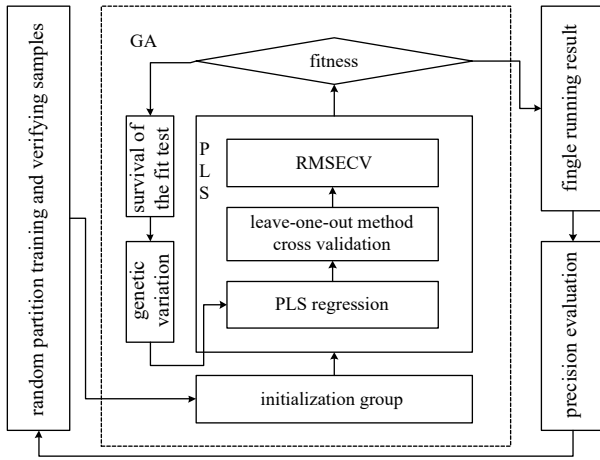 random partition training and verifying samples
GA
fitness
survival of
the fit test
genetic
variation
P
L
S
RMSECV
leave-one-out method
cross validation
PLS regression
initialization group
fingle running result
precision evaluation